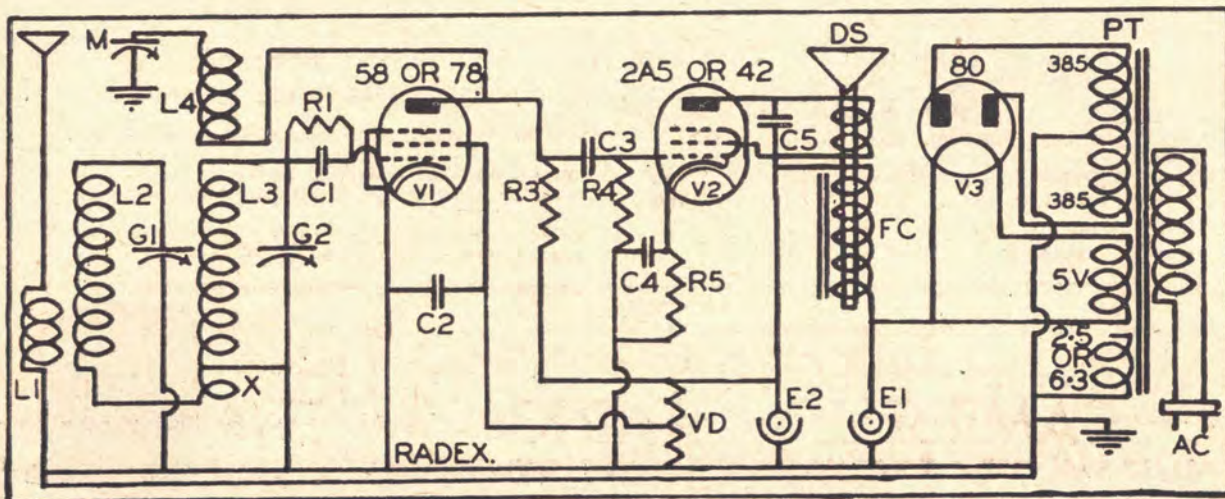 M
L4
58 OR 78
R1
2A5 OR 42
DS
80
PT
385
L2
L3
C1
V1
R3
C3
R4
V2
C5
V3
385
G1
G2
FC
C4
R5
5V
C2
L1
X
2.5
OR
6.3
E2
E1
VD
RADEX.
AC